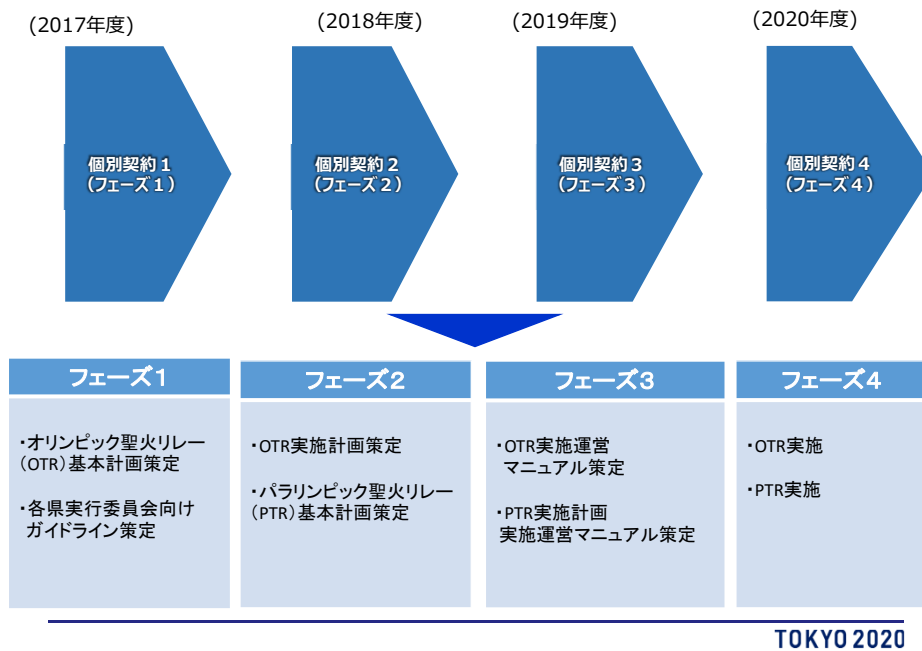 (2017年度)
(2018年度)
(2019年度)
(2020年度)
個別契約1
(フェーズ1)
個別契約2
(フェーズ2)
個別契約3
(フェーズ3)
個別契約4
(フェーズ4)
フェーズ1
・オリンピック聖火リレー
(OTR)基本計画策定
・各県実行委員会向け
ガイドライン策定
フェーズ2
・OTR実施計画策定
・パラリンピック聖火リレー
(PTR)基本計画策定
フェーズ3
・OTR実施運営
マニュアル策定
・PTR実施計画
実施運営マニュアル策定
フェーズ4
・OTR実施
・PTR実施
TOKYO 2020